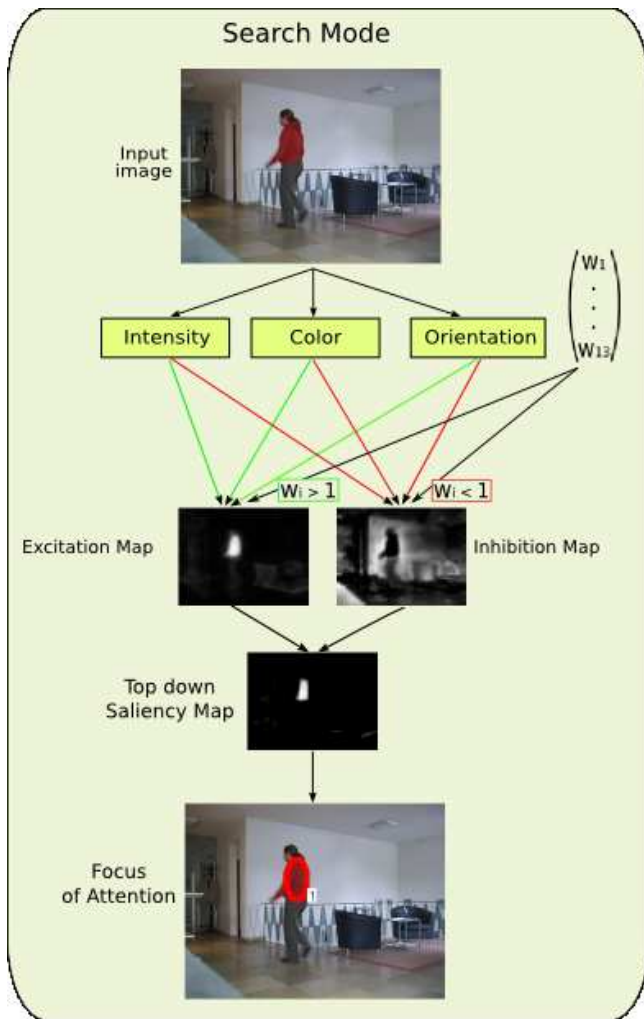 Search Mode
Input
image
W1
.
.
.
W13
Intensity
Color
Orientation
Wi > 1
Wi < 1
Excitation Map
Inhibition Map
Top down
Saliency Map
Focus
of Attention
1